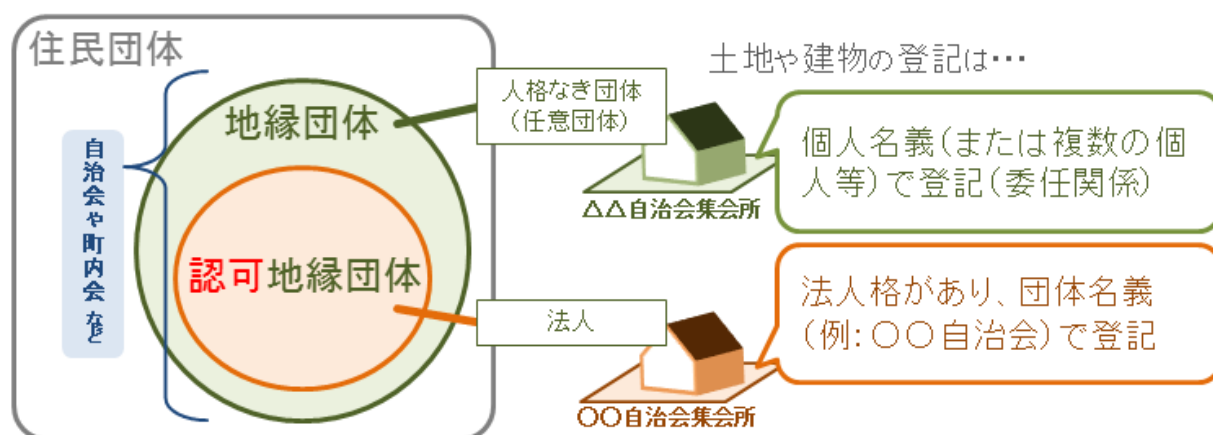 住民団体
自治会や町内会など
地縁団体
認可地縁団体
人格なき団体
（任意団体）
法人
土地や建物の登記は…
△△自治会集会所
個人名義（または複数の個
人等）で登記（委任関係）
〇〇自治会集会所
法人格があり、団体名義
（例：〇〇自治会）で登記